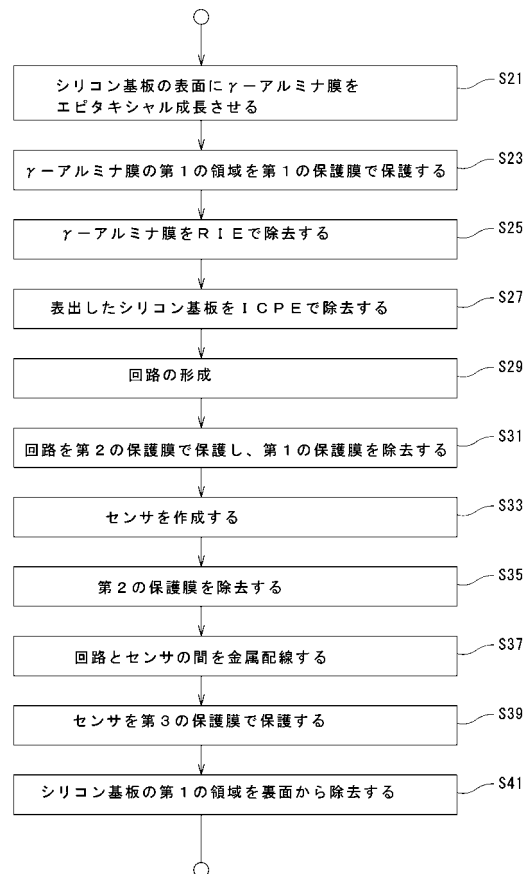 シリコン基板の表面にγーアルミナ膜を
エピタキシャル成長させる
S21
γーアルミナ膜の第1の領域を第1の保護膜で保護する
S23
γーアルミナ膜をRIEで除去する
S25
表出したシリコン基板をICPEで除去する
S27
回路の形成
S29
回路を第2の保護膜で保護し、第1の保護膜を除去する
S31
センサを作成する
S33
第2の保護膜を除去する
S35
回路とセンサの間を金属配線する
S37
センサを第3の保護膜で保護する
S39
シリコン基板の第1の領域を裏面から除去する
S41